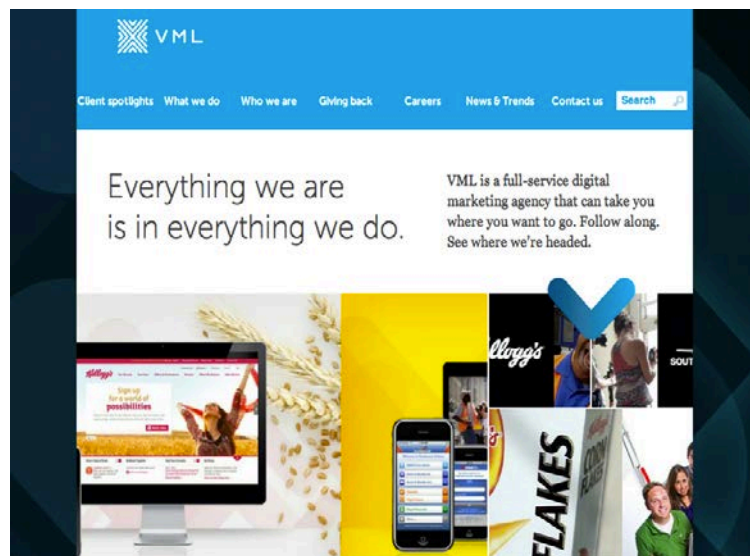 VML
Client spotlights What we do Who we are Giving back Careers News & Trends Contact us Search
Everything we are
is in everything we do.
VML is a full-service digital
marketing agency that can take you
where you want to go. Follow along.
See where we're headed.
Kellogg's
Sign up
for a world of
possibilities
Kellogg's
SOUT
FLAKES
CORN
FLAKES